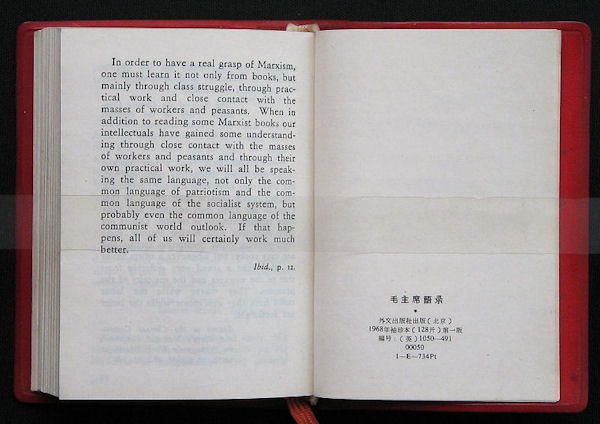 In order to have a real grasp of Marxism,
one must learn it not only from books, but
mainly through class struggle, through prac-
tical work and close contact with the
masses of workers and peasants. When in
addition to reading some Marxist books our
intellectuals have gained some understand-
ing through close contact with the masses
of workers and peasants and through their
own practical work, we will all be speak-
ing the same language, not only the com-
mon language of patriotism and the com-
mon language of the socialist system, but
probably even the common language of the
communist world outlook. If that hap-
pens, all of us will certainly work much
better.
Ibid., p. 12.
毛主席語录
外文出版社出版(北京)
1968年袖珍本(128开)第一版
編号:(英)1050—491
00050
1—E—734Pt